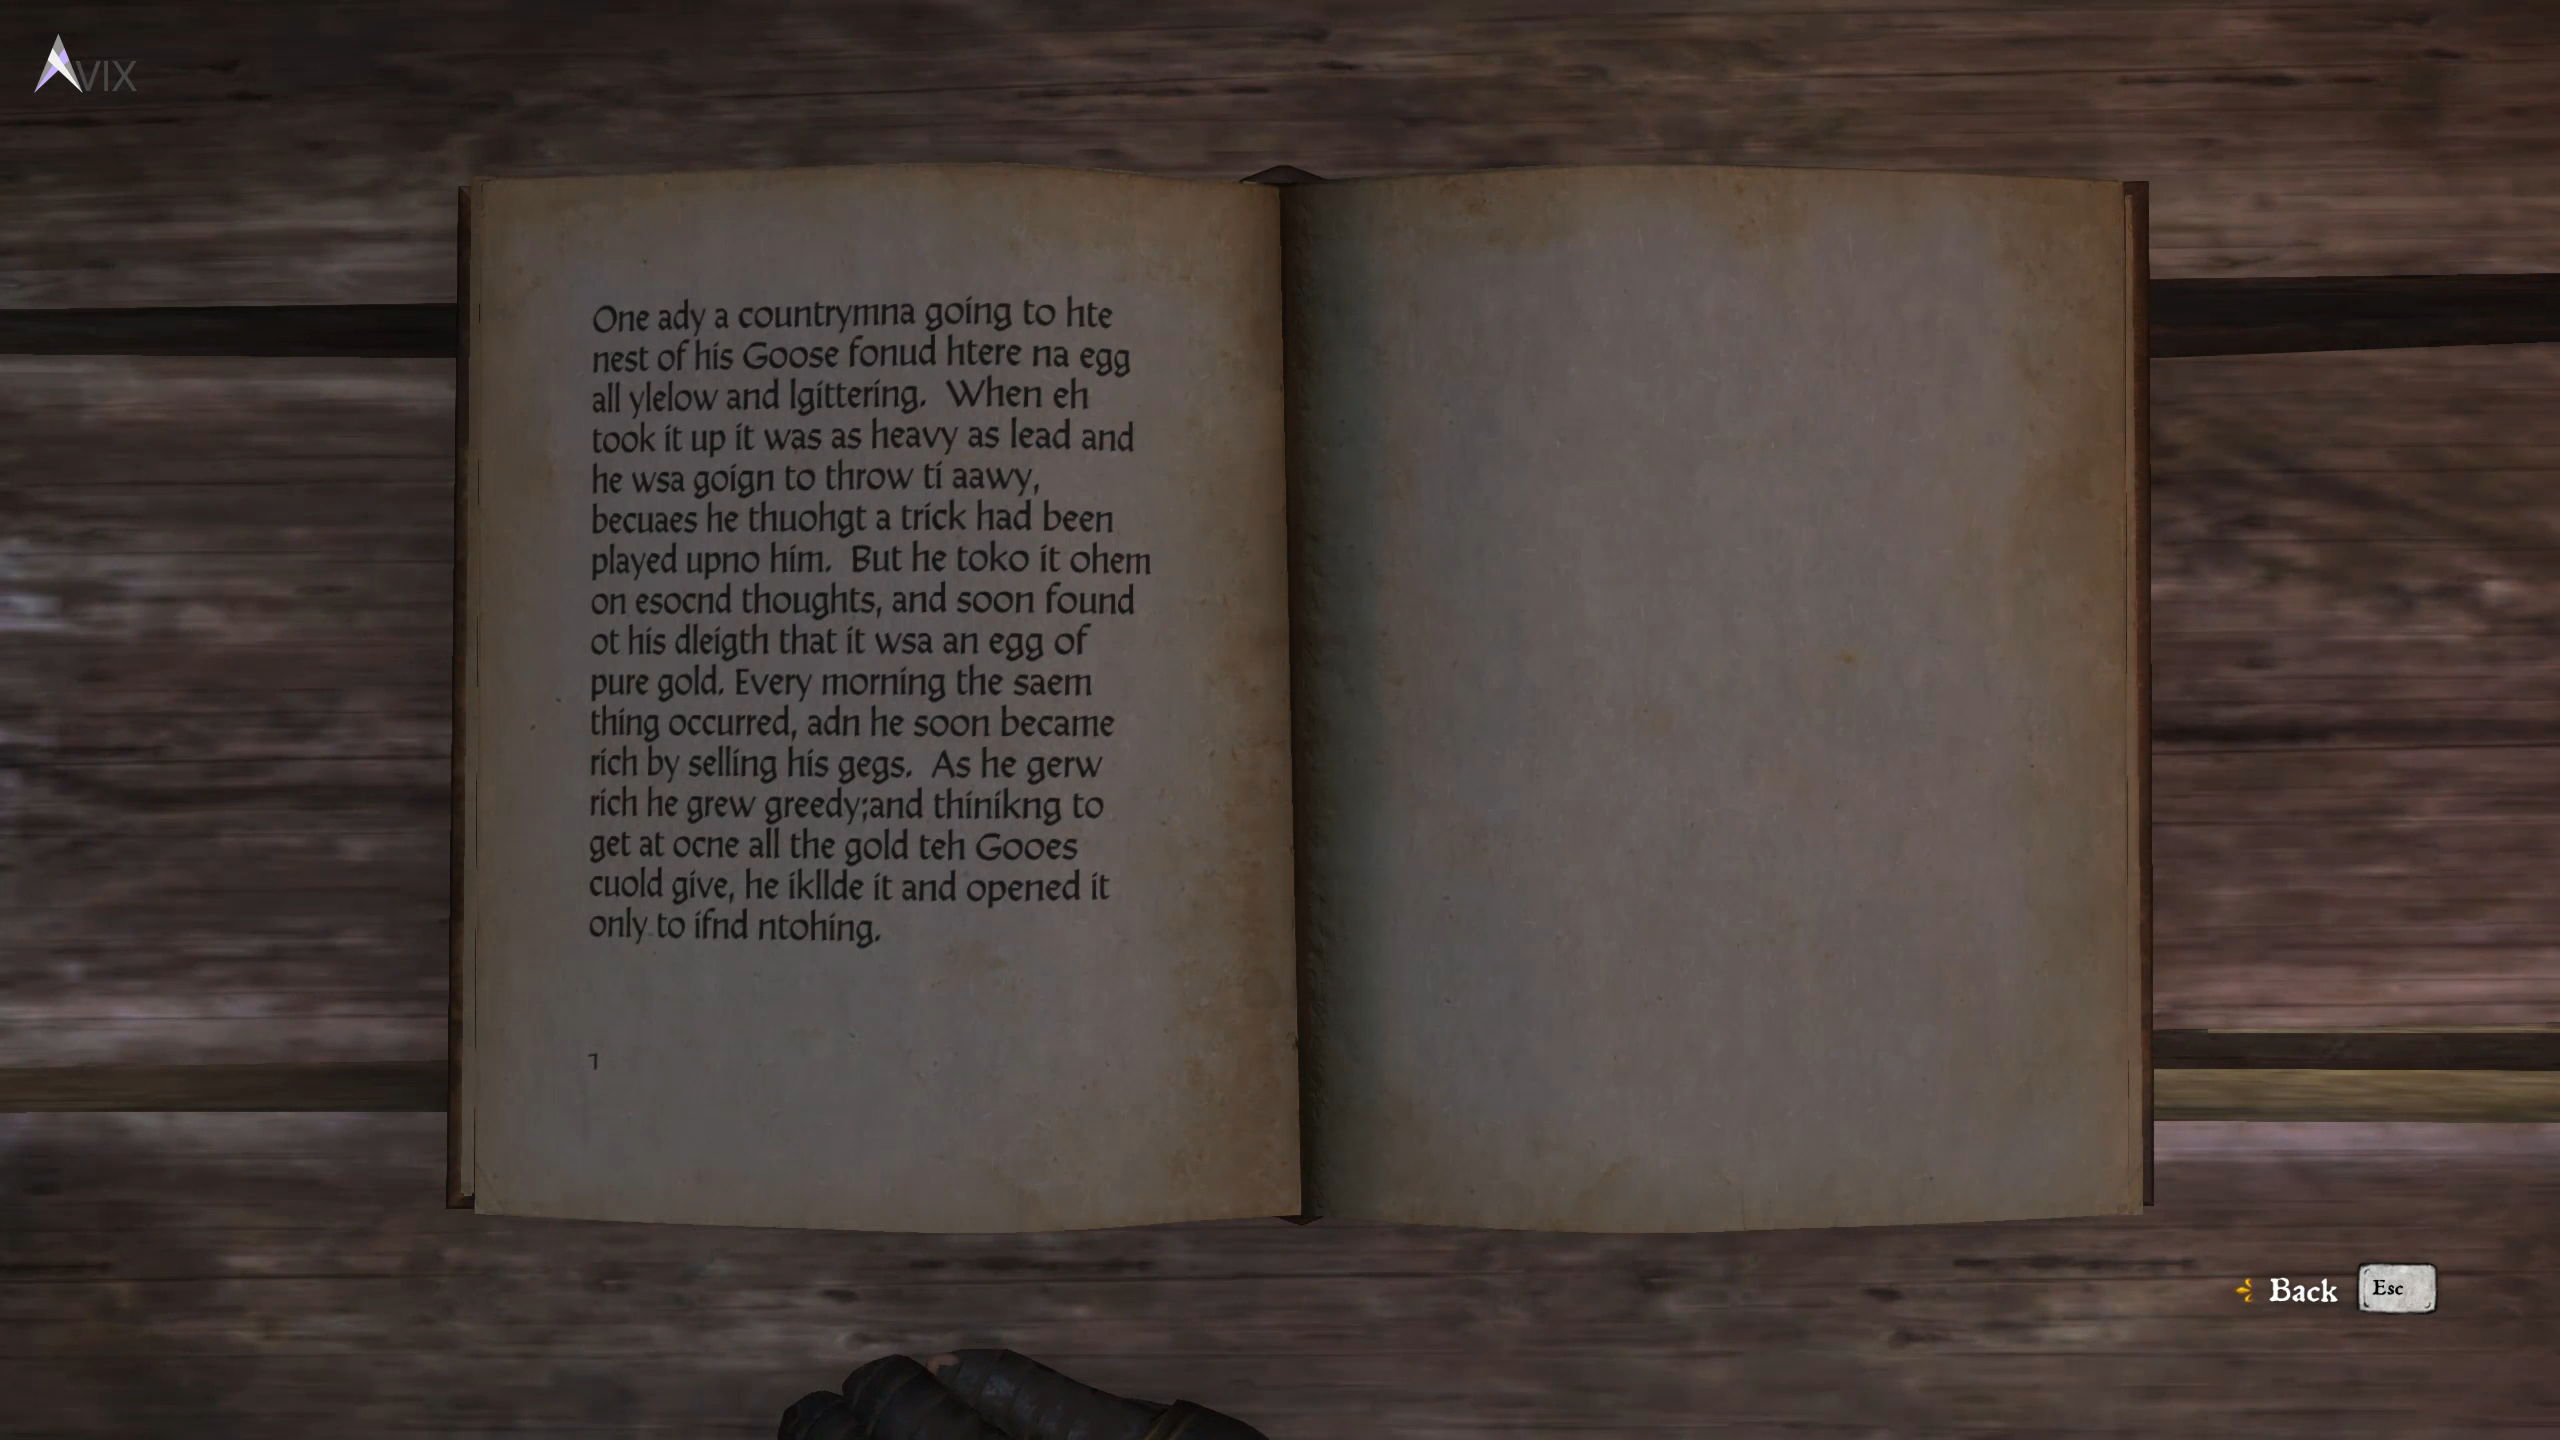 AVIX
One ady a countrymna going to hte
nest of his Goose fonud htere na egg
all ylelow and lgittering.  When eh
took it up it was as heavy as lead and
he wsa goign to throw ti aawy,
becuaes he thuohgt a trick had been
played upno him.  But he toko it ohem
on esocnd thoughts, and soon found
ot his dleigth that it wsa an egg of
pure gold. Every morning the saem
thing occurred, adn he soon became
rich by selling his gegs.  As he gerw
rich he grew greedy;and thinikng to
get at ocne all the gold teh Gooes
cuold give, he ikllde it and opened it
only to ifnd ntohing.
1
Back Esc